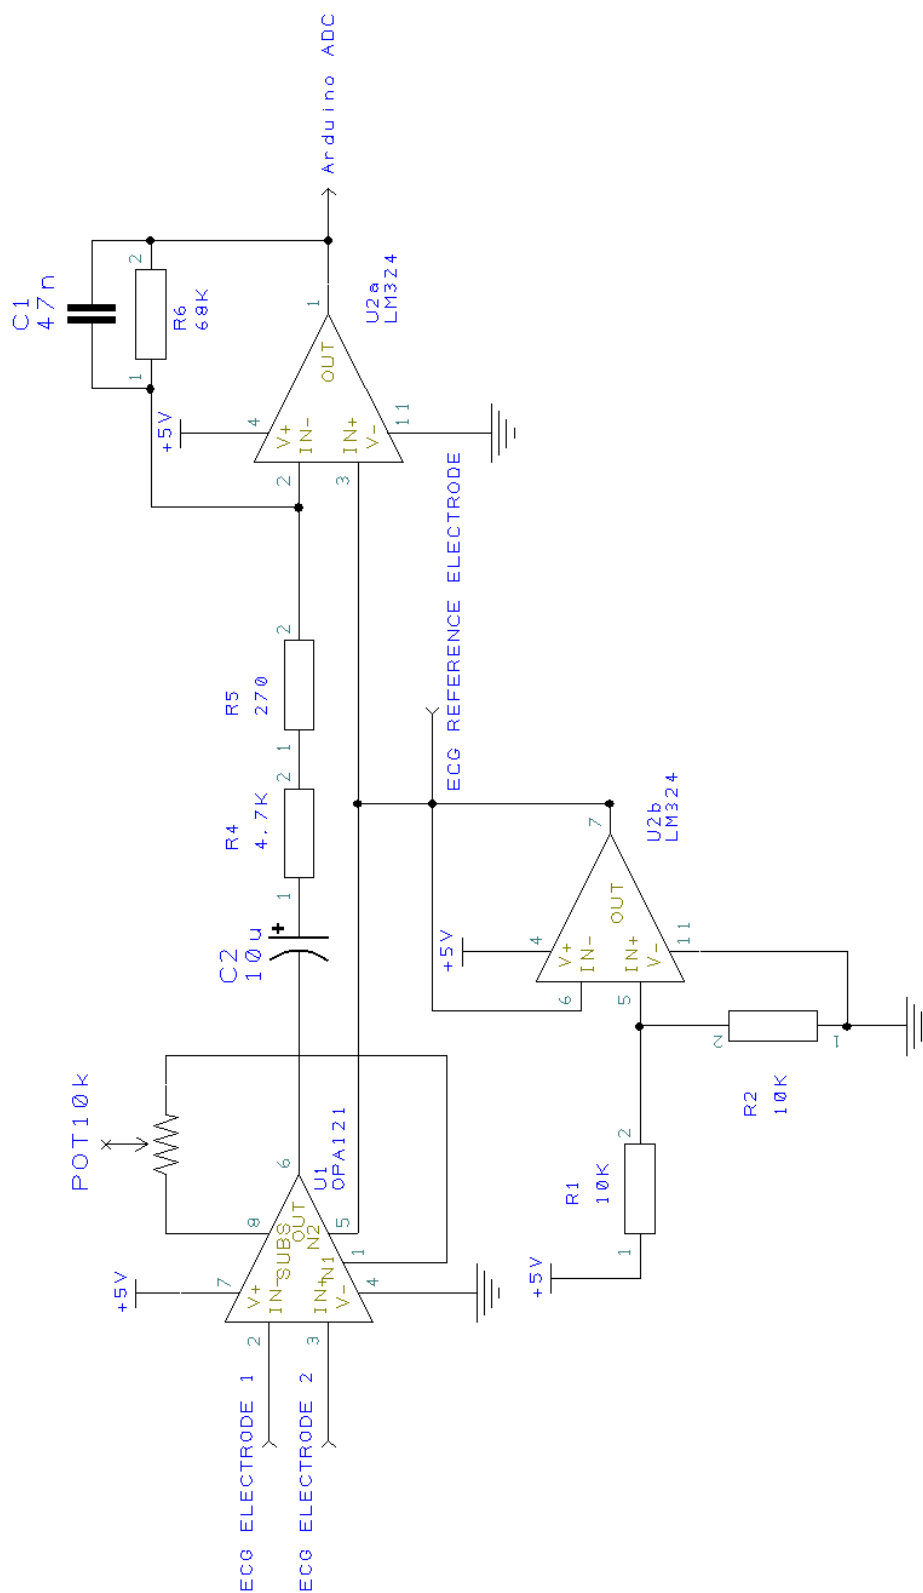 POT10k
C1
47n
2
1
R6
68K
+5V
4
V+
IN-
OUT
IN+
V-
2
3
1
11
U2a
LM324
Arduino ADC
C2
10u
+
R4
4.7K
1
2
R5
270
1
2
+5V
7
8
V+
IN-
SUBS
OUT
IN+
N1
N2
V-
2
3
6
5
1
4
U1
OPA121
ECG ELECTRODE 1
ECG ELECTRODE 2
ECG REFERENCE ELECTRODE
+5V
4
V+
IN-
OUT
IN+
V-
6
5
7
11
U2b
LM324
+5V
1
2
R1
10K
2
1
R2
10K